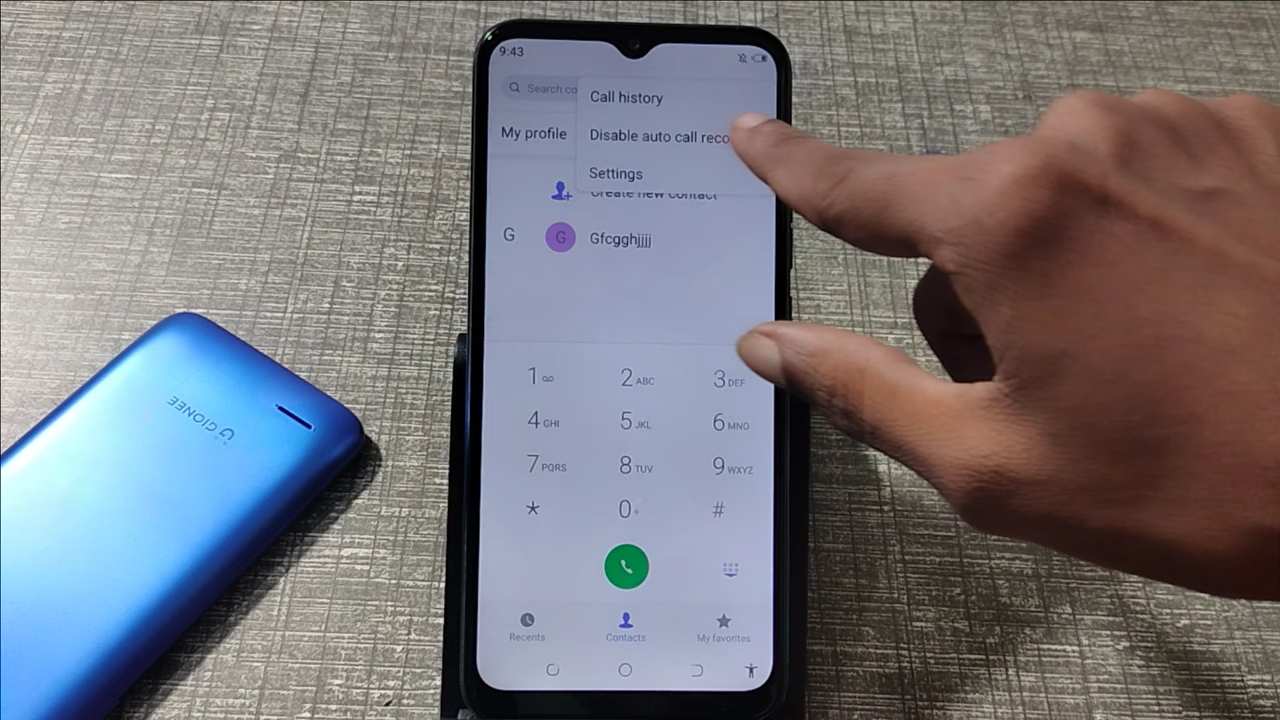 9:43
Search co
Call history
My profile
Disable auto call reco
Settings
Create new contact
G
G
Gfcgghjjjj
1
2 ABC
3 DEF
4 GHI
5 JKL
6 MNO
7 PQRS
8 TUV
9 WXYZ
*
0 +
#
Recents
Contacts
My favorites
GIONEE